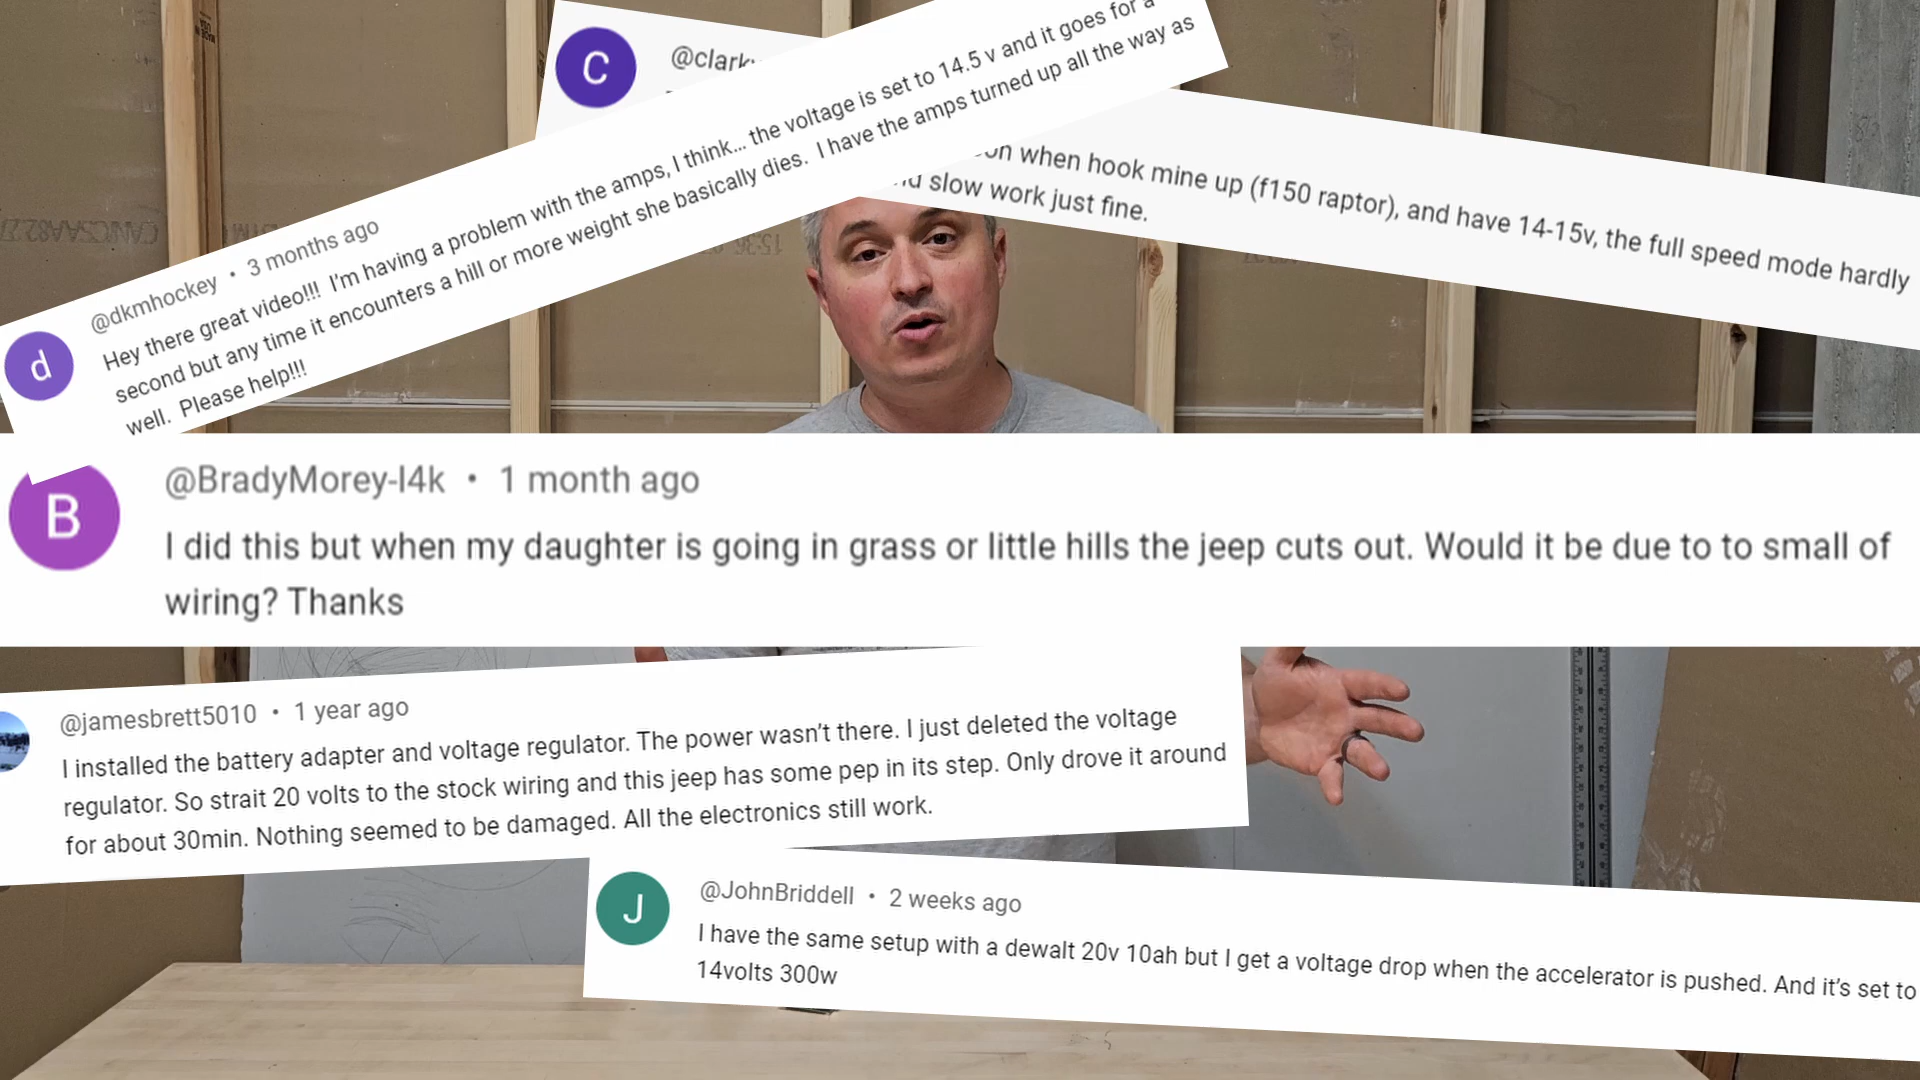 @clark
on when hook mine up (f150 raptor), and have 14-15v, the full speed mode hardly
slow work just fine.
@dkmhockey • 3 months ago
Hey there great video!!! I'm having a problem with the amps, I think... the voltage is set to 14.5 v and it goes for a
second but any time it encounters a hill or more weight she basically dies. I have the amps turned up all the way as
well. Please help!!!
@BradyMorey-l4k • 1 month ago
I did this but when my daughter is going in grass or little hills the jeep cuts out. Would it be due to to small of
wiring? Thanks
@jamesbrett5010 • 1 year ago
I installed the battery adapter and voltage regulator. The power wasn't there. I just deleted the voltage
regulator. So strait 20 volts to the stock wiring and this jeep has some pep in its step. Only drove it around
for about 30min. Nothing seemed to be damaged. All the electronics still work.
@JohnBriddell • 2 weeks ago
I have the same setup with a dewalt 20v 10ah but I get a voltage drop when the accelerator is pushed. And it's set to
14volts 300w
C
d
B
J